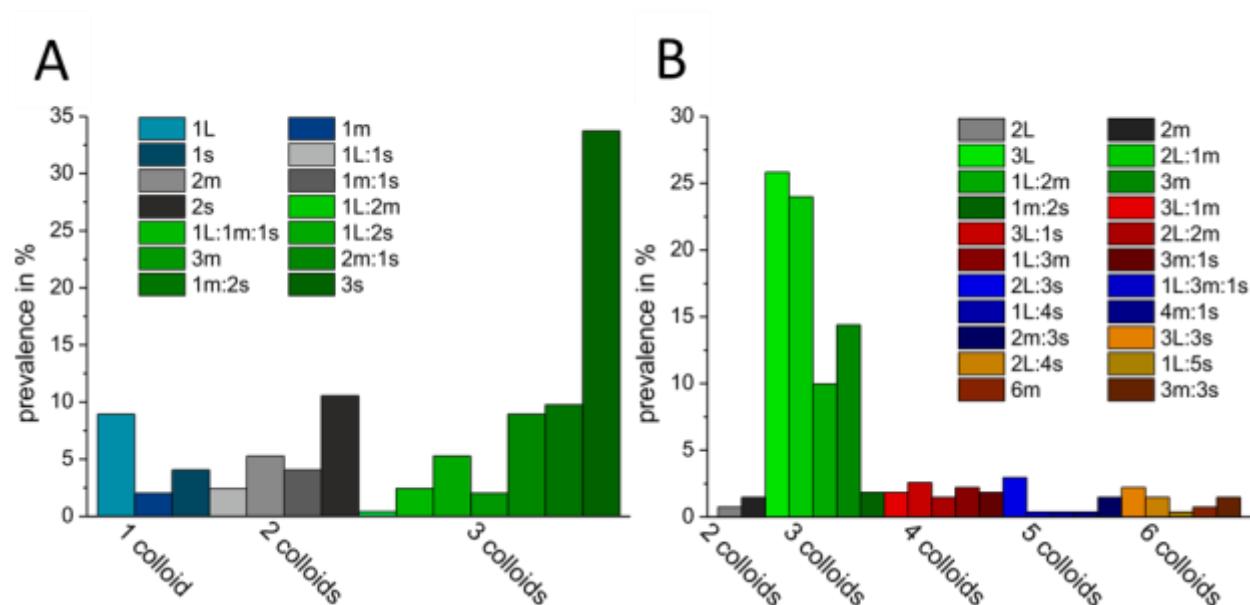 A
prevalence in %
35
30
25
20
15
10
5
0
1L
1m
1s
1L:1s
2m
1m:1s
2s
1L:2m
1L:1m:1s
1L:2s
3m
2m:1s
1m:2s
3s
1 colloid
2 colloids
3 colloids
B
prevalence in %
30
25
20
15
10
5
0
2L
2m
3L
2L:1m
1L:2m
3m
1m:2s
3L:1m
3L:1s
2L:2m
1L:3m
3m:1s
2L:3s
1L:3m:1s
1L:4s
4m:1s
2m:3s
3L:3s
2L:4s
1L:5s
6m
3m:3s
2 colloids
3 colloids
4 colloids
5 colloids
6 colloids